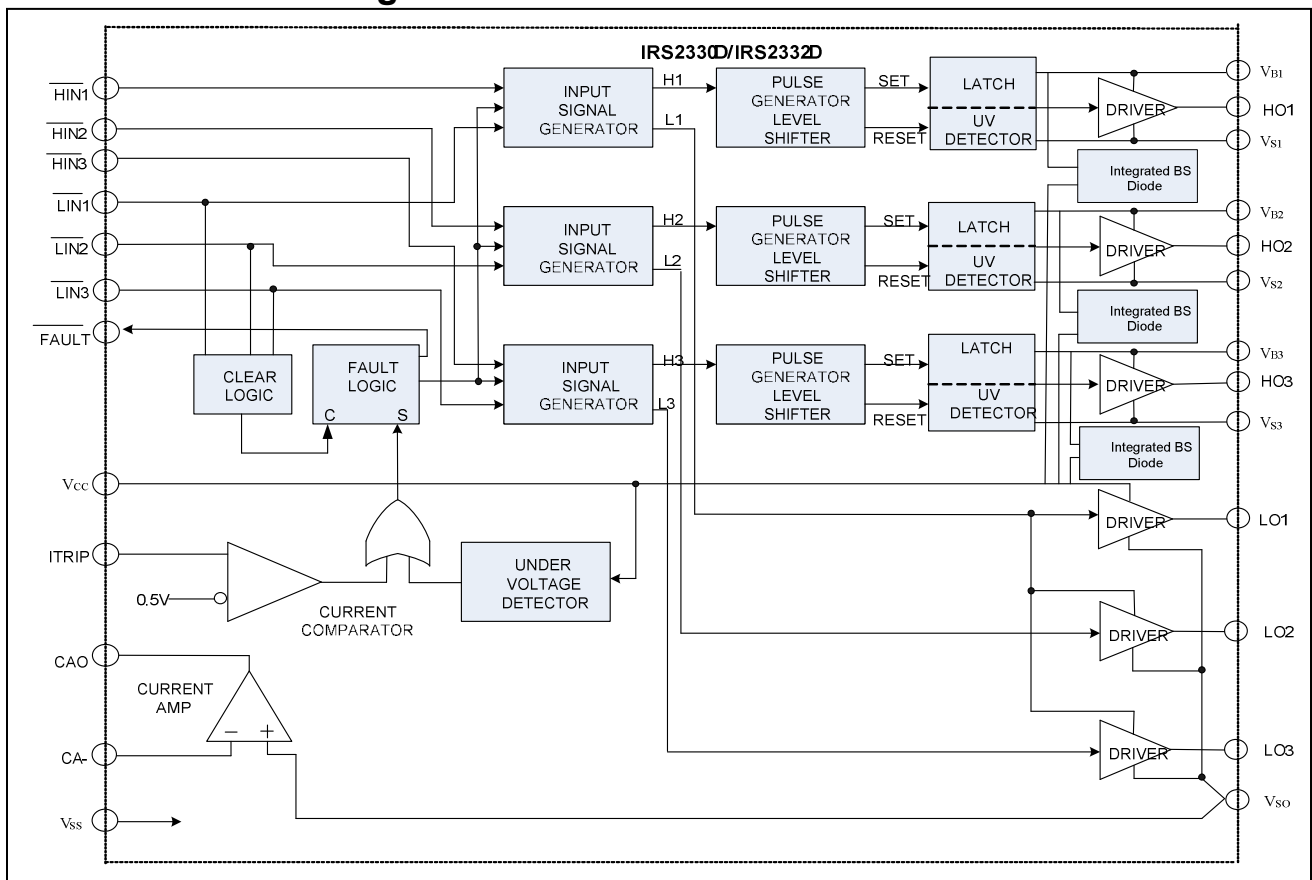 IRS2330D/IRS2332D
HIN1
HIN2
HIN3
LIN1
LIN2
LIN3
FAULT
VCC
ITRIP
0.5V
CAO
CA-
VSS
CLEAR
LOGIC
FAULT
LOGIC
C
S
CURRENT
COMPARATOR
CURRENT
AMP
−
+
UNDER
VOLTAGE
DETECTOR
INPUT
SIGNAL
GENERATOR
H1
L1
PULSE
GENERATOR
LEVEL
SHIFTER
SET
RESET
LATCH
UV
DETECTOR
DRIVER
Integrated BS
Diode
INPUT
SIGNAL
GENERATOR
H2
L2
PULSE
GENERATOR
LEVEL
SHIFTER
SET
RESET
LATCH
UV
DETECTOR
DRIVER
Integrated BS
Diode
INPUT
SIGNAL
GENERATOR
H3
L3
PULSE
GENERATOR
LEVEL
SHIFTER
SET
RESET
LATCH
UV
DETECTOR
DRIVER
Integrated BS
Diode
DRIVER
DRIVER
DRIVER
VB1
HO1
VS1
VB2
HO2
VS2
VB3
HO3
VS3
LO1
LO2
LO3
VSO